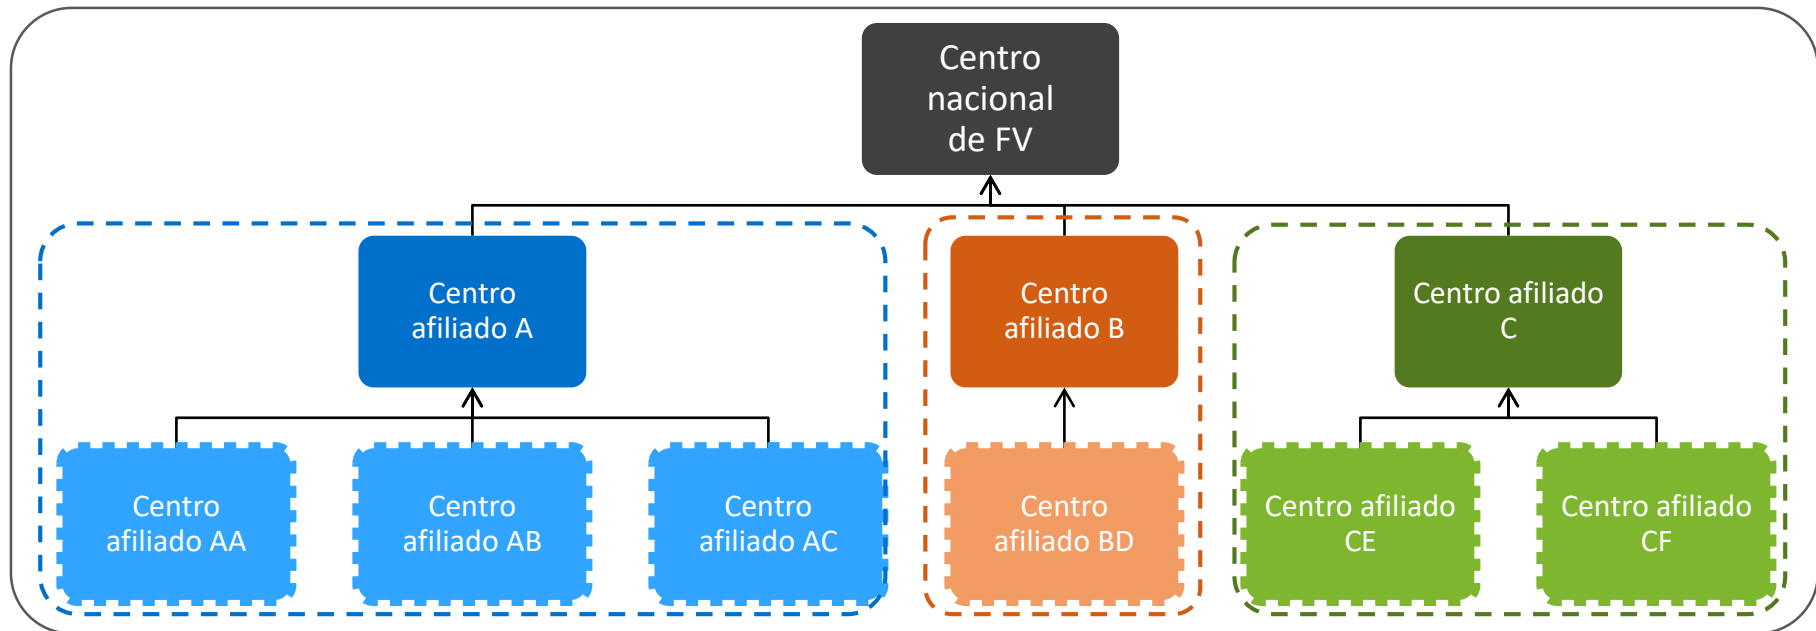 Centro
nacional
de FV
Centro
afiliado A
Centro
afiliado B
Centro afiliado
C
Centro
afiliado AA
Centro
afiliado AB
Centro
afiliado AC
Centro
afiliado BD
Centro afiliado
CE
Centro afiliado
CF